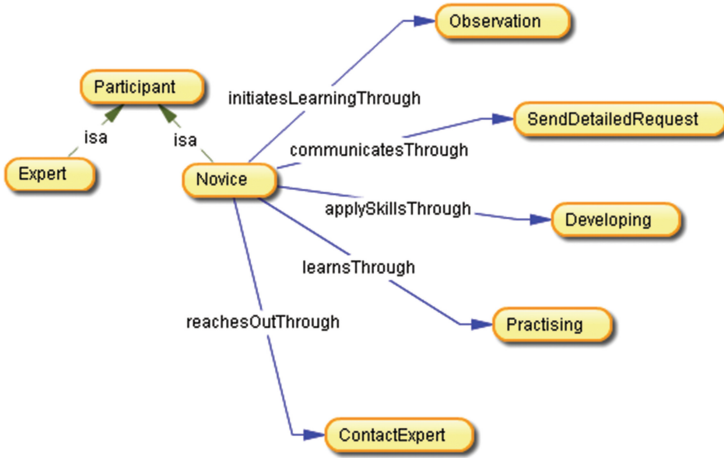 Observation
Participant
initiatesLearningThrough
SendDetailedRequest
isa
isa
communicatesThrough
Expert
Novice
applySkillsThrough
Developing
learnsThrough
reachesOutThrough
Practising
ContactExpert